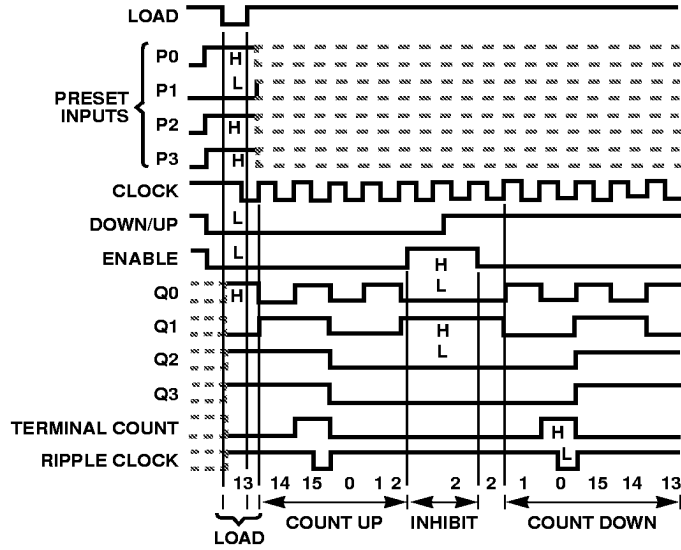 LOAD
P0 H
PRESET INPUTS
P1 L
P2 H
P3 H
CLOCK
DOWN/UP L
ENABLE L H
Q0 H L
Q1 H
Q2 L
Q3
TERMINAL COUNT H
RIPPLE CLOCK L
13 14 15 0 1 2 2 2 1 0 15 14 13
COUNT UP INHIBIT COUNT DOWN
LOAD